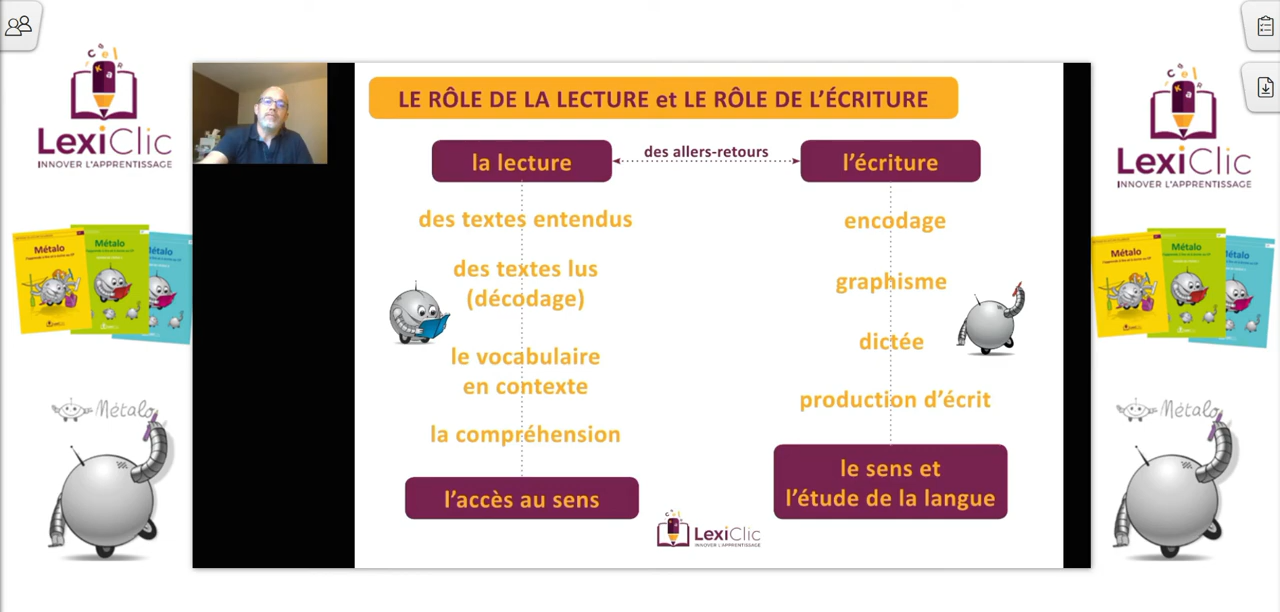 LexiClic
INNOVER L'APPRENTISSAGE
Métalo
Métalo
Métalo
LE RÔLE DE LA LECTURE et LE RÔLE DE L'ÉCRITURE
la lecture
des allers-retours
l'écriture
des textes entendus
des textes lus
(décodage)
le vocabulaire
en contexte
la compréhension
l'accès au sens
encodage
graphisme
dictée
production d'écrit
le sens et
l'étude de la langue
LexiClic
INNOVER L'APPRENTISSAGE
LexiClic
INNOVER L'APPRENTISSAGE
Métalo
Métalo
Métalo